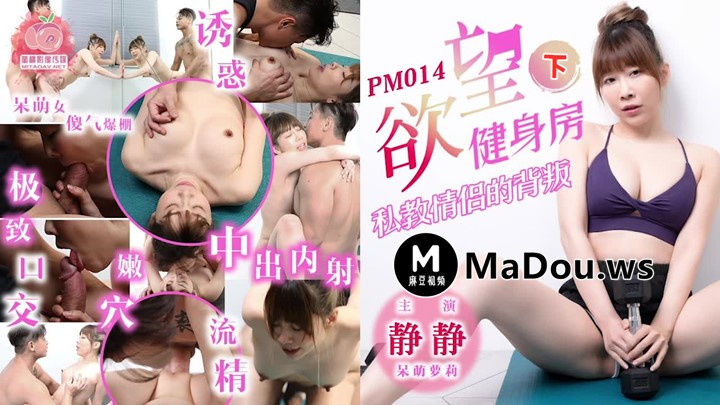 蜜桃影像传媒
MITAOAV.NET
呆萌女
傻气爆棚
诱惑
极致口交
嫩穴
中出内射
流精
PM014
欲望健身房
下
私教情侣的背叛
M
麻豆視頻
MaDou.ws
主演
静静
呆萌萝莉